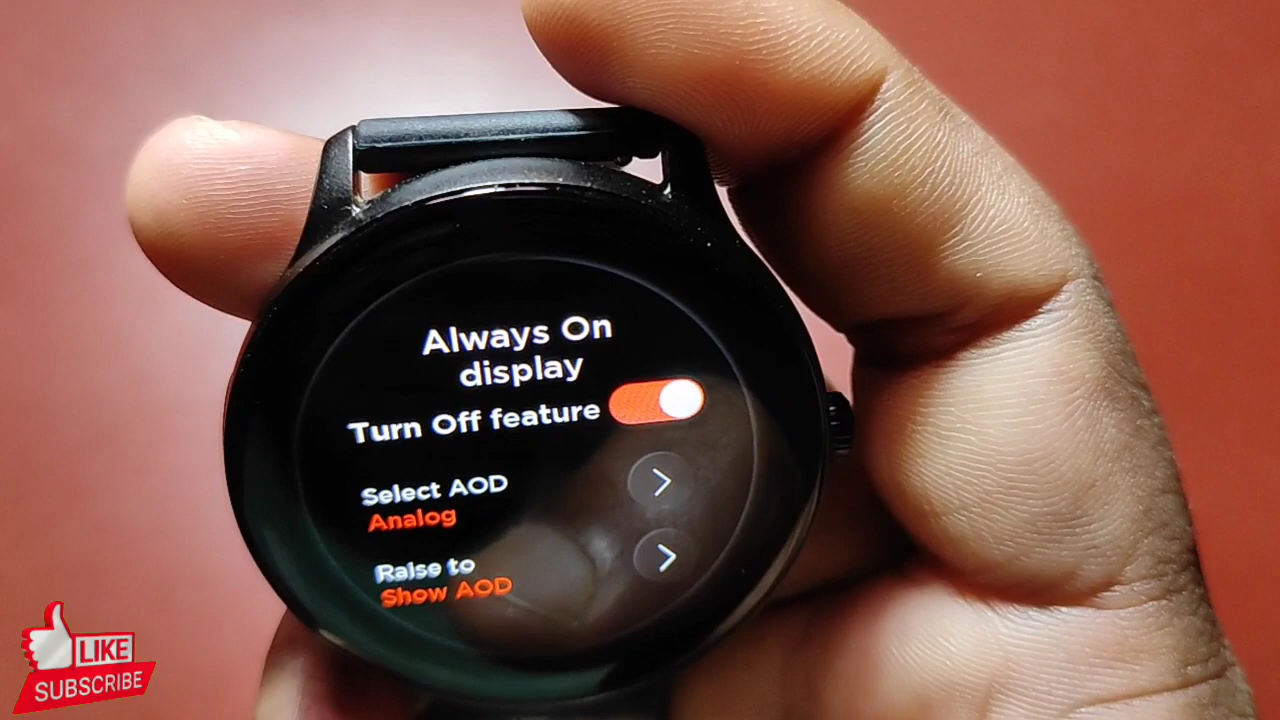 Always On
display
Turn Off feature
Select AOD
Analog
Raise to
Show AOD
LIKE
SUBSCRIBE